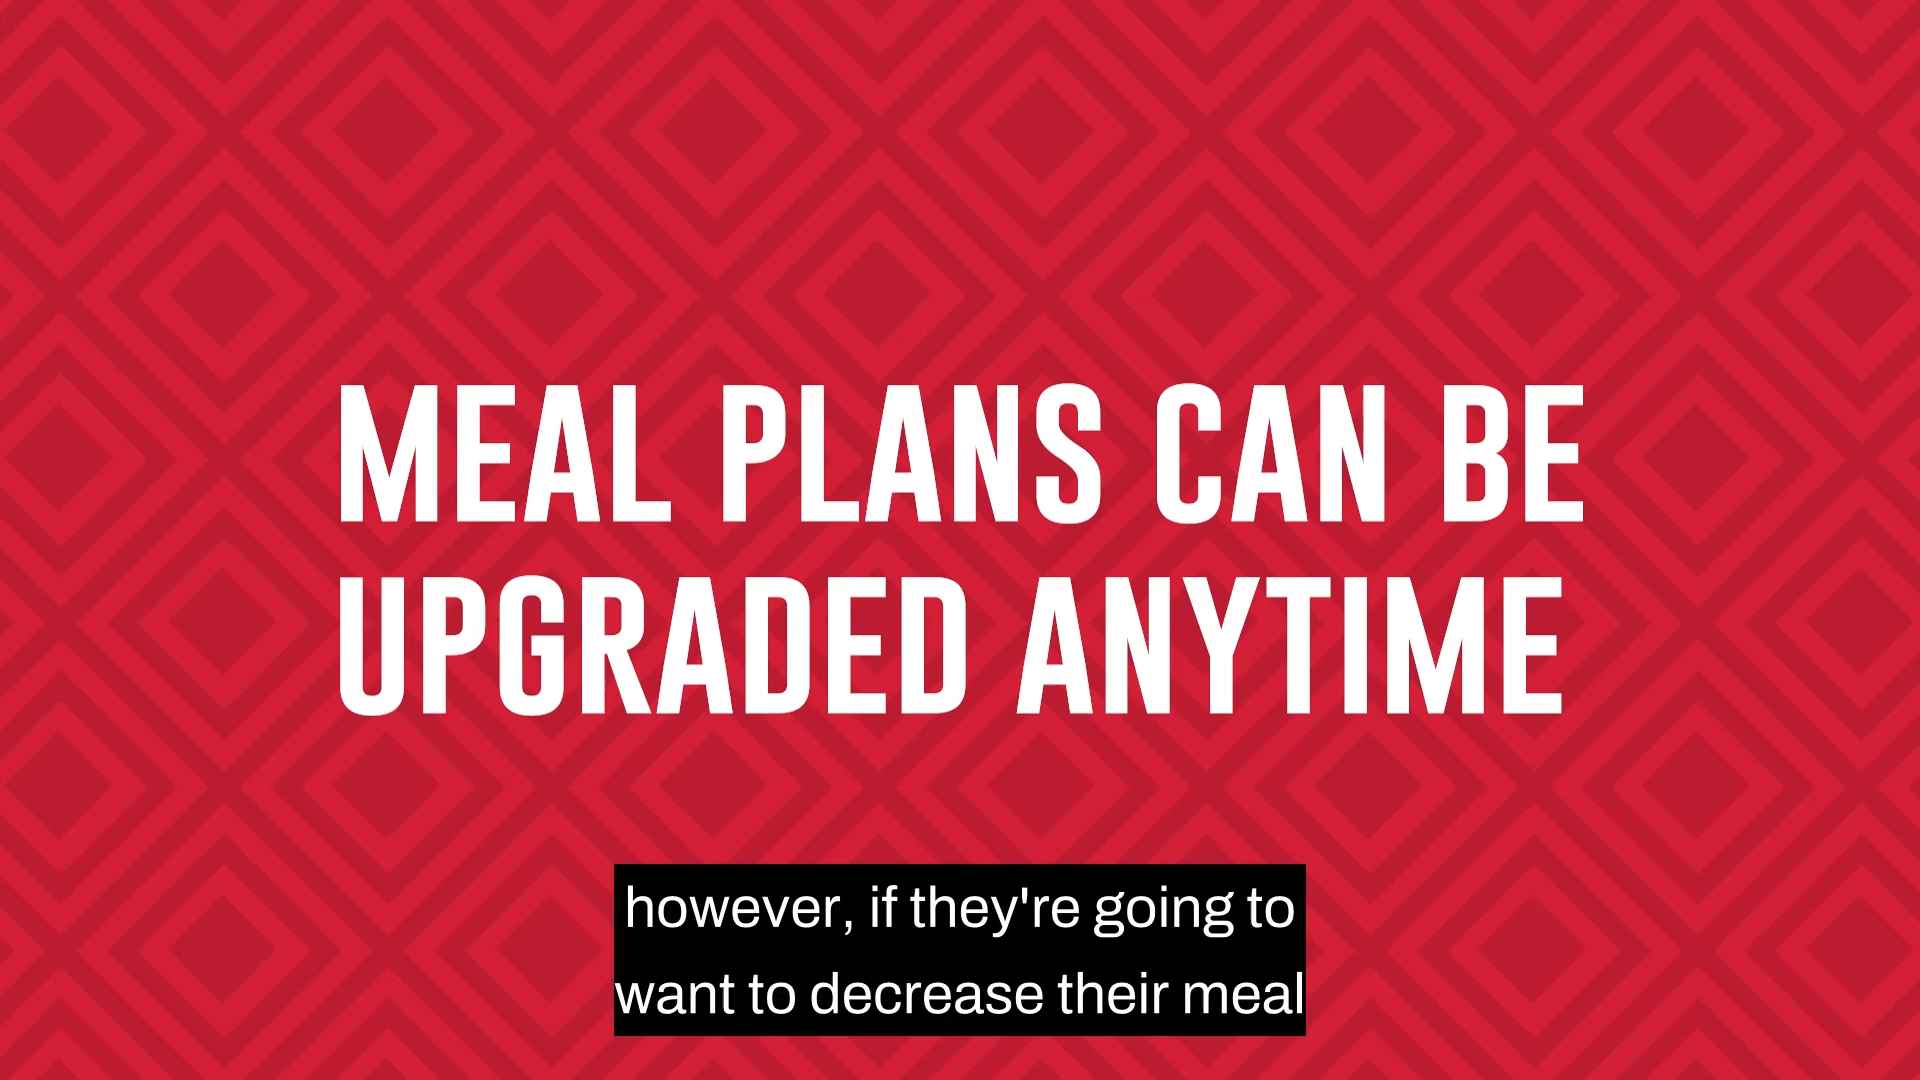 MEAL PLANS CAN BE
UPGRADED ANYTIME
however, if they're going to
want to decrease their meal